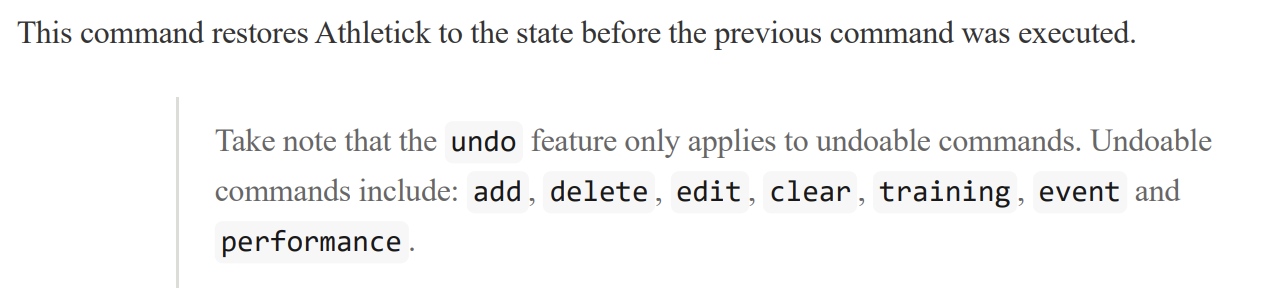 This command restores Athletick to the state before the previous command was executed.
Take note that the undo feature only applies to undoable commands. Undoable
commands include: add, delete, edit, clear, training, event and
performance.